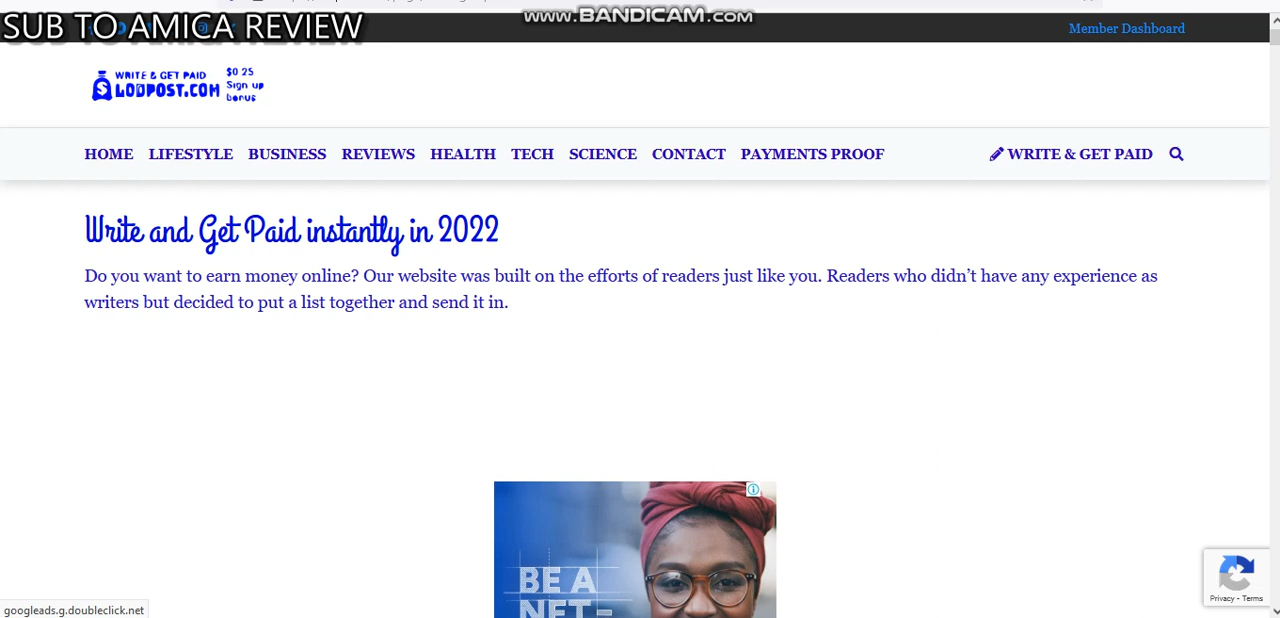 www.BANDICAM.com
SUB TO AMICA REVIEW
Member Dashboard
WRITE & GET PAID
LODPOST.COM
$0 25
Sign up
bonus
HOME LIFESTYLE BUSINESS REVIEWS HEALTH TECH SCIENCE CONTACT PAYMENTS PROOF WRITE & GET PAID
Write and Get Paid instantly in 2022
Do you want to earn money online? Our website was built on the efforts of readers just like you. Readers who didn’t have any experience as
writers but decided to put a list together and send it in.
BE A
NET-
Privacy - Terms
googleads.g.doubleclick.net